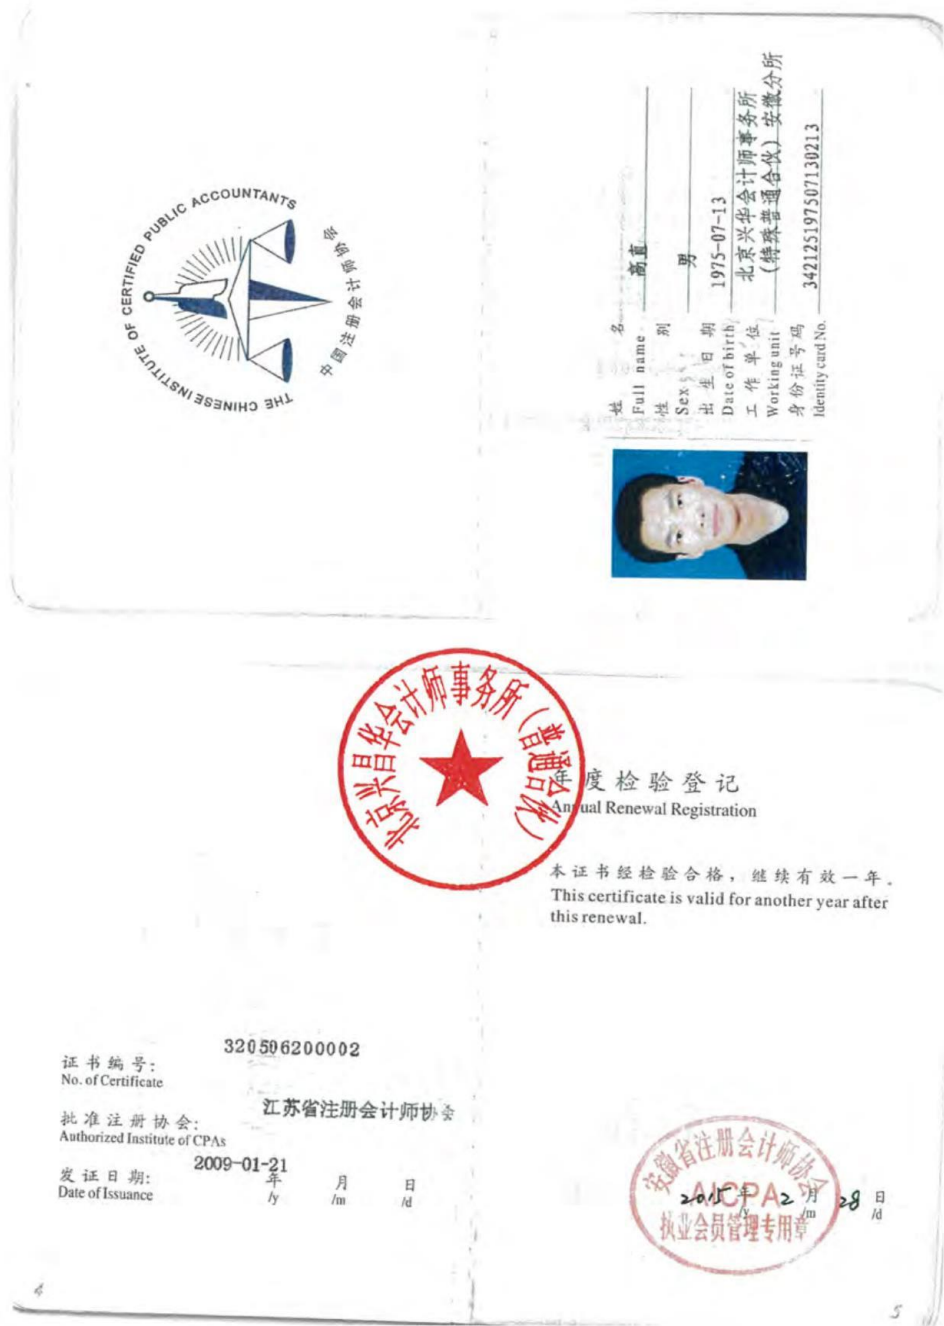 THE CHINESE INSTITUTE OF CERTIFIED PUBLIC ACCOUNTANTS
中国注册会计师协会
姓 名 高直
Full name
性 别 男
Sex
出生日期 1975-07-13
Date of birth
工作单位 北京兴华会计师事务所
Working unit (特殊普通合伙) 安徽分所
身份证号码 342125197507130213
Identity card No.
北京兴昌华会计师事务所(普通合伙)
年度检验登记
Annual Renewal Registration
本证书经检验合格，继续有效一年。
This certificate is valid for another year after
this renewal.
320506200002
证书编号:
No. of Certificate
江苏省注册会计师协会
批准注册协会:
Authorized Institute of CPAs
2009-01-21
发证日期: 年 月 日
Date of Issuance /y /m /d
安徽省注册会计师协会
AICPA
2015 年 2 月 28 日
/y /m /d
执业会员管理专用章
4
5